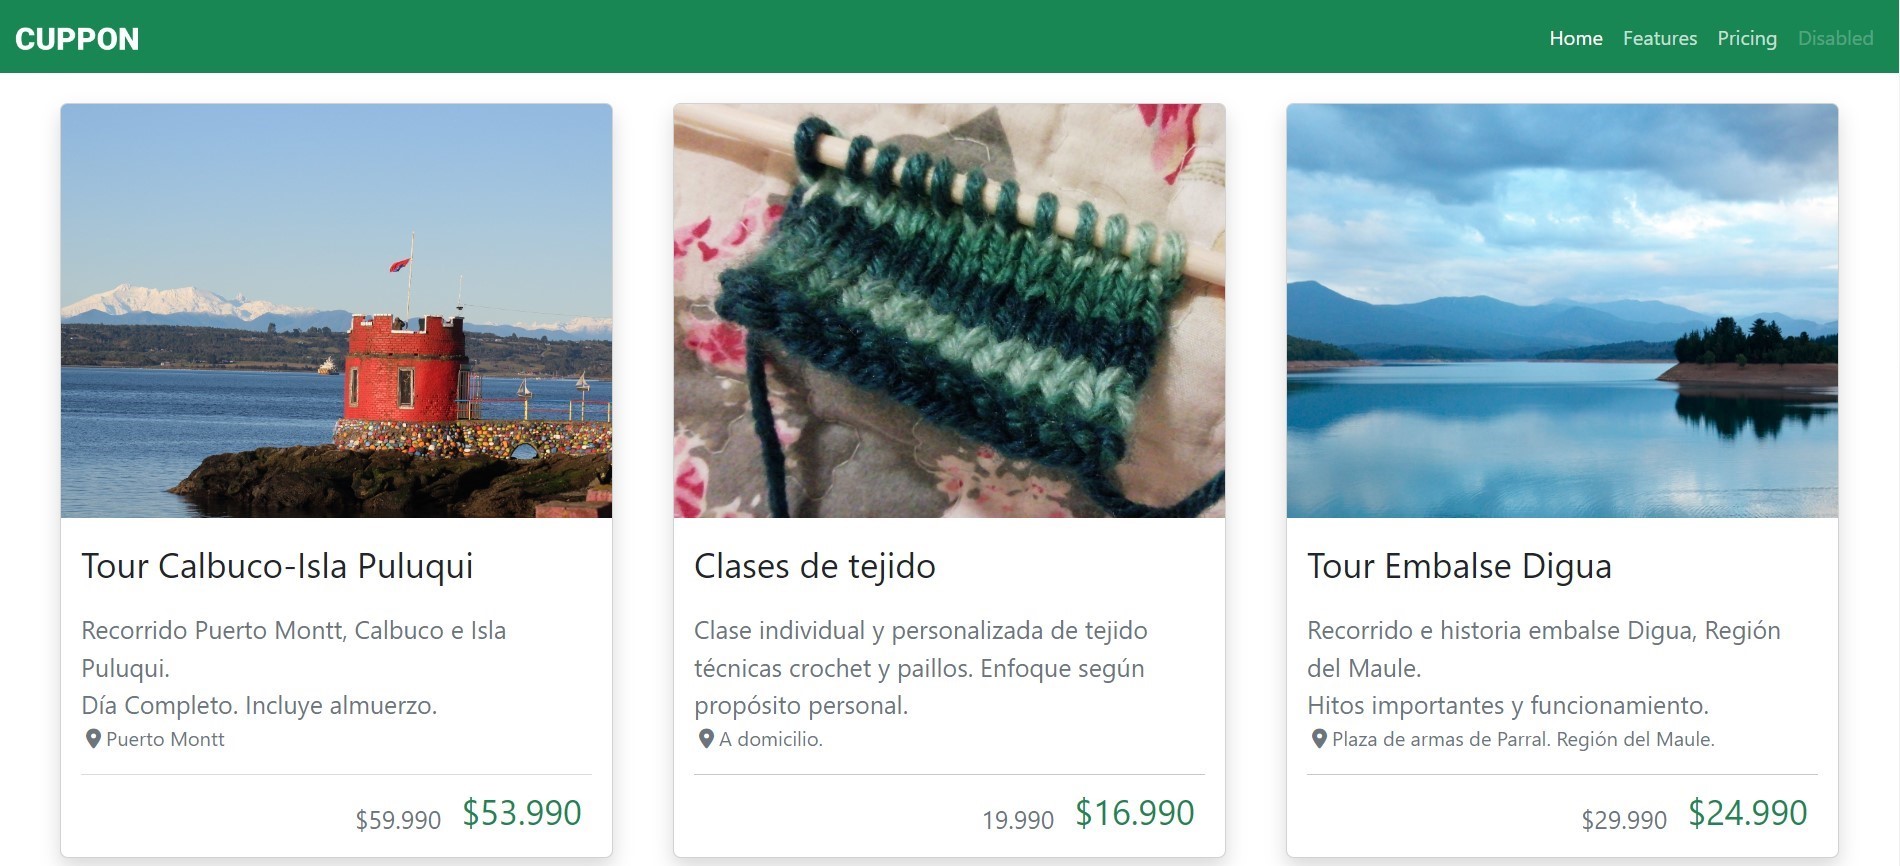 CUPPON
Home Features Pricing Disabled
Tour Calbuco-Isla Puluqui
Recorrido Puerto Montt, Calbuco e Isla
Puluqui.
Día Completo. Incluye almuerzo.
Puerto Montt
$59.990 $53.990
Clases de tejido
Clase individual y personalizada de tejido
técnicas crochet y paillos. Enfoque según
propósito personal.
A domicilio.
19.990 $16.990
Tour Embalse Digua
Recorrido e historia embalse Digua, Región
del Maule.
Hitos importantes y funcionamiento.
Plaza de armas de Parral. Región del Maule.
$29.990 $24.990